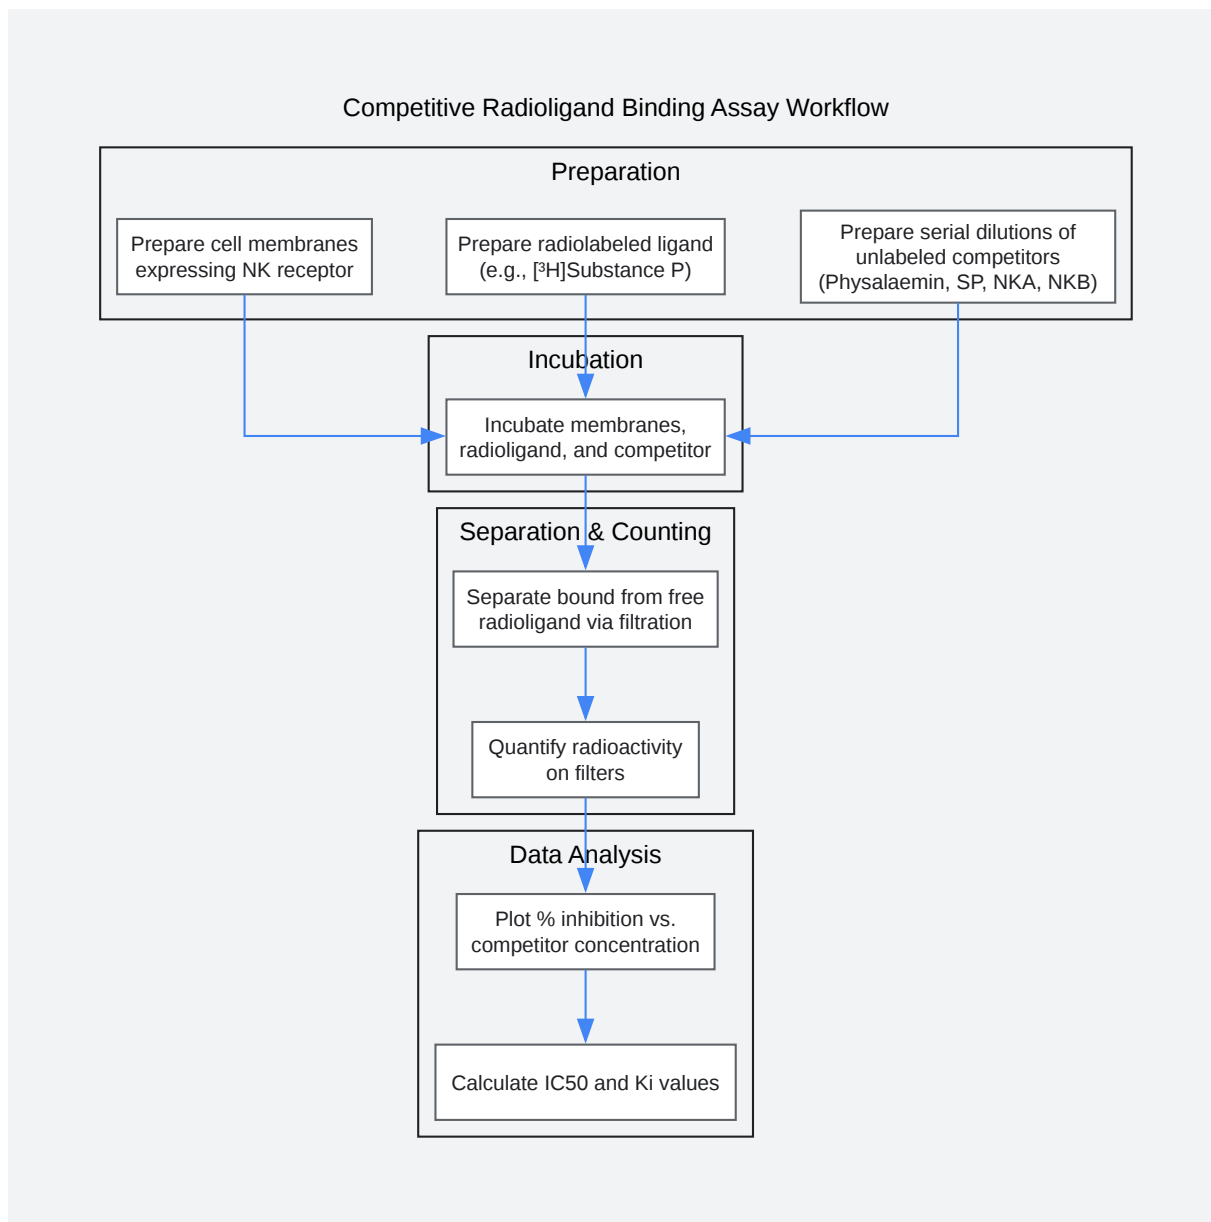 Competitive Radioligand Binding Assay Workflow
Preparation
Prepare cell membranes
expressing NK receptor
Prepare radiolabeled ligand
(e.g., [³H]Substance P)
Prepare serial dilutions of
unlabeled competitors
(Physalaemin, SP, NKA, NKB)
Incubation
Incubate membranes,
radioligand, and competitor
Separation & Counting
Separate bound from free
radioligand via filtration
Quantify radioactivity
on filters
Data Analysis
Plot % inhibition vs.
competitor concentration
Calculate IC50 and Ki values